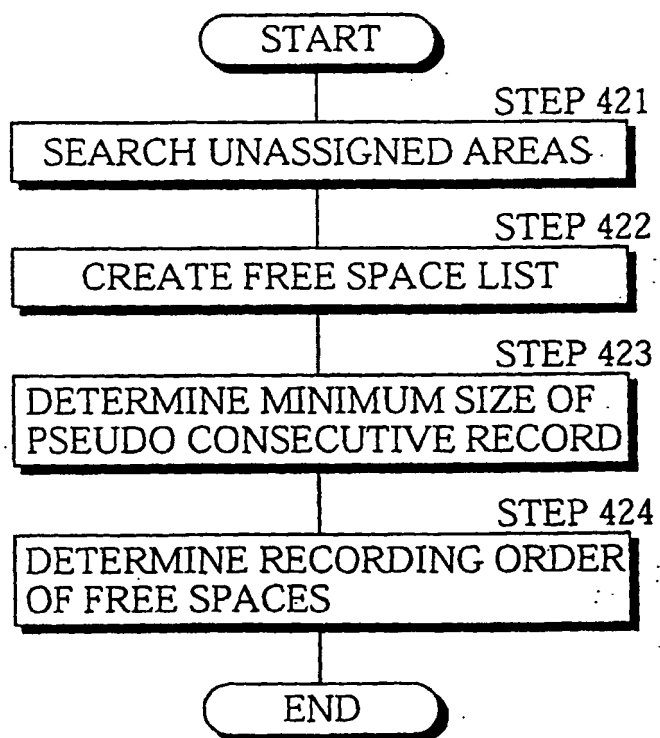 START
STEP 421
SEARCH UNASSIGNED AREAS
STEP 422
CREATE FREE SPACE LIST
STEP 423
DETERMINE MINIMUM SIZE OF
PSEUDO CONSECUTIVE RECORD
STEP 424
DETERMINE RECORDING ORDER
OF FREE SPACES
END